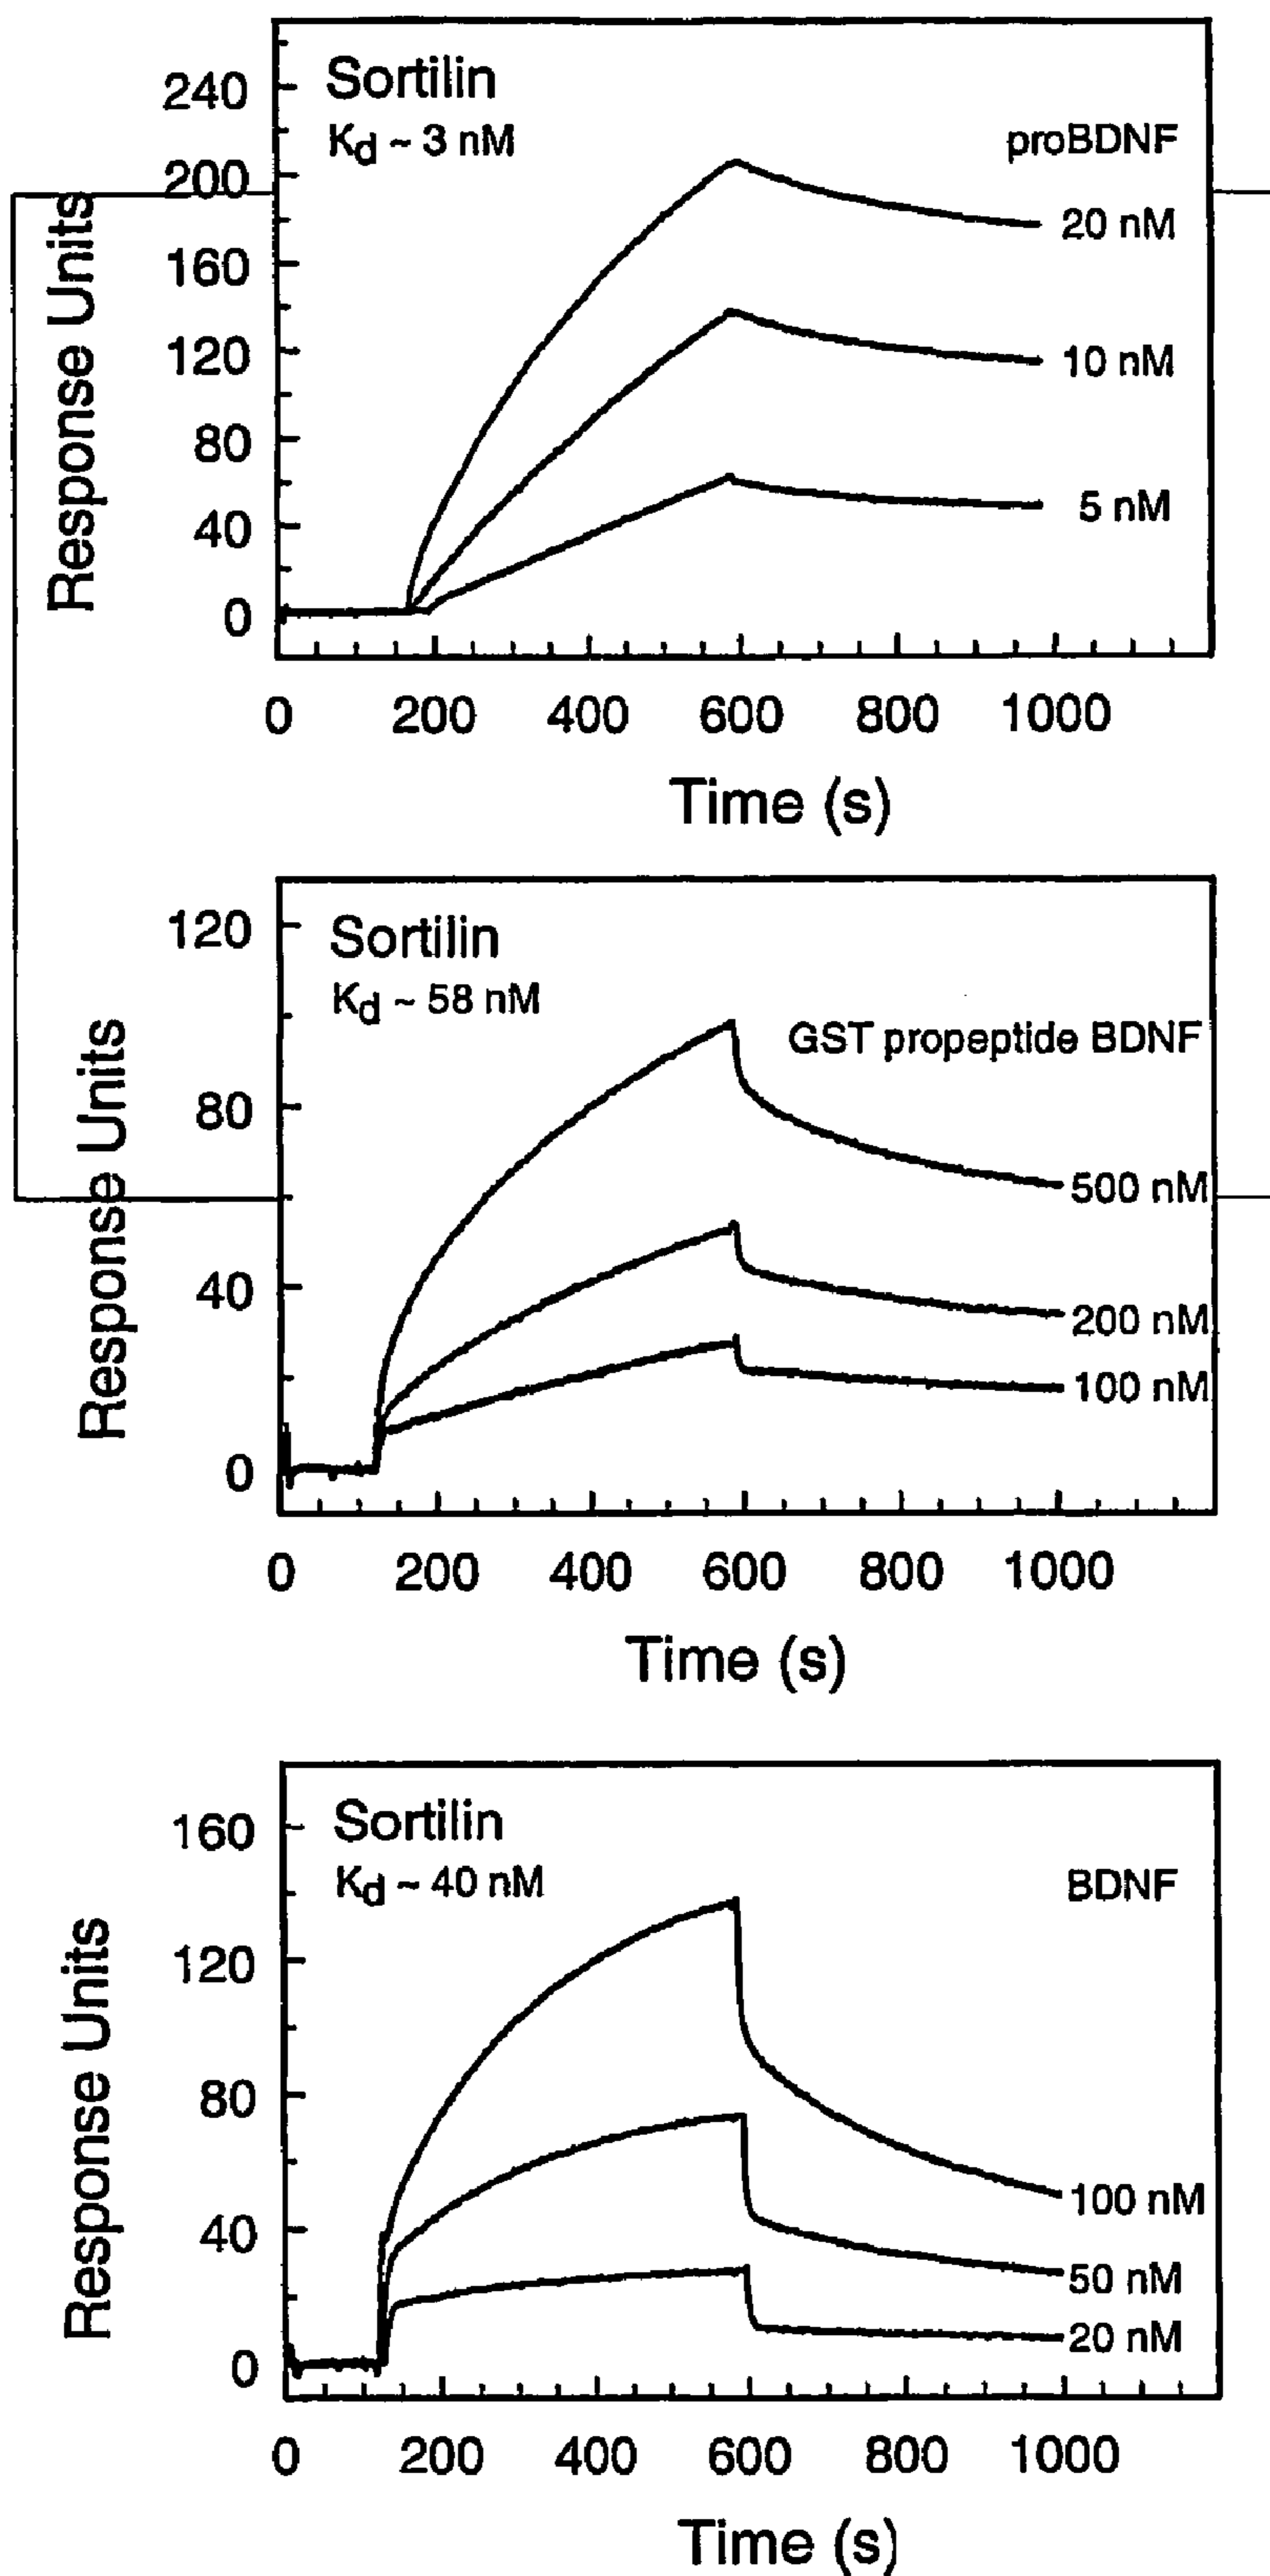 Sortilin
Kd ~ 3 nM
proBDNF
240
200
160
120
80
40
0
20 nM
10 nM
5 nM
Response Units
0 200 400 600 800 1000
Time (s)
Sortilin
Kd ~ 58 nM
GST propeptide BDNF
120
80
40
0
500 nM
200 nM
100 nM
Response Units
0 200 400 600 800 1000
Time (s)
Sortilin
Kd ~ 40 nM
BDNF
160
120
80
40
0
100 nM
50 nM
20 nM
Response Units
0 200 400 600 800 1000
Time (s)